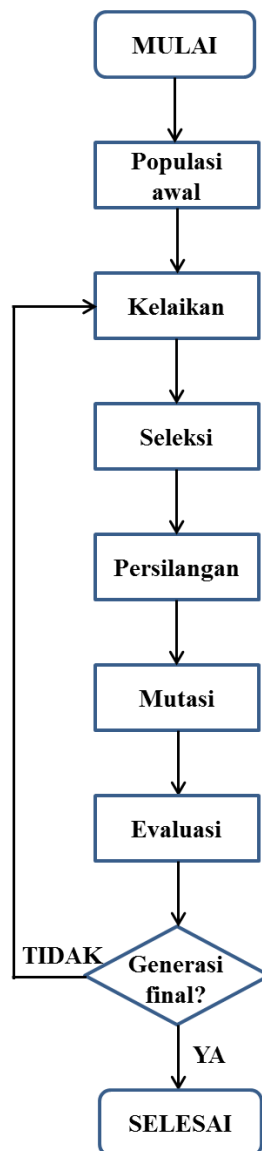 MULAI
Populasi
awal
Kelaikan
Seleksi
Persilangan
Mutasi
Evaluasi
TIDAK
Generasi
final?
YA
SELESAI